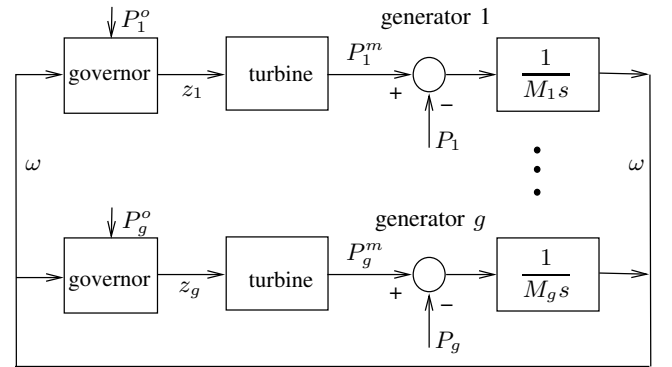 P_1^o
generator 1
governor
z_1
turbine
P_1^m
+
−
P_1
1
M_1 s
ω
ω
P_g^o
generator g
governor
z_g
turbine
P_g^m
+
−
P_g
1
M_g s